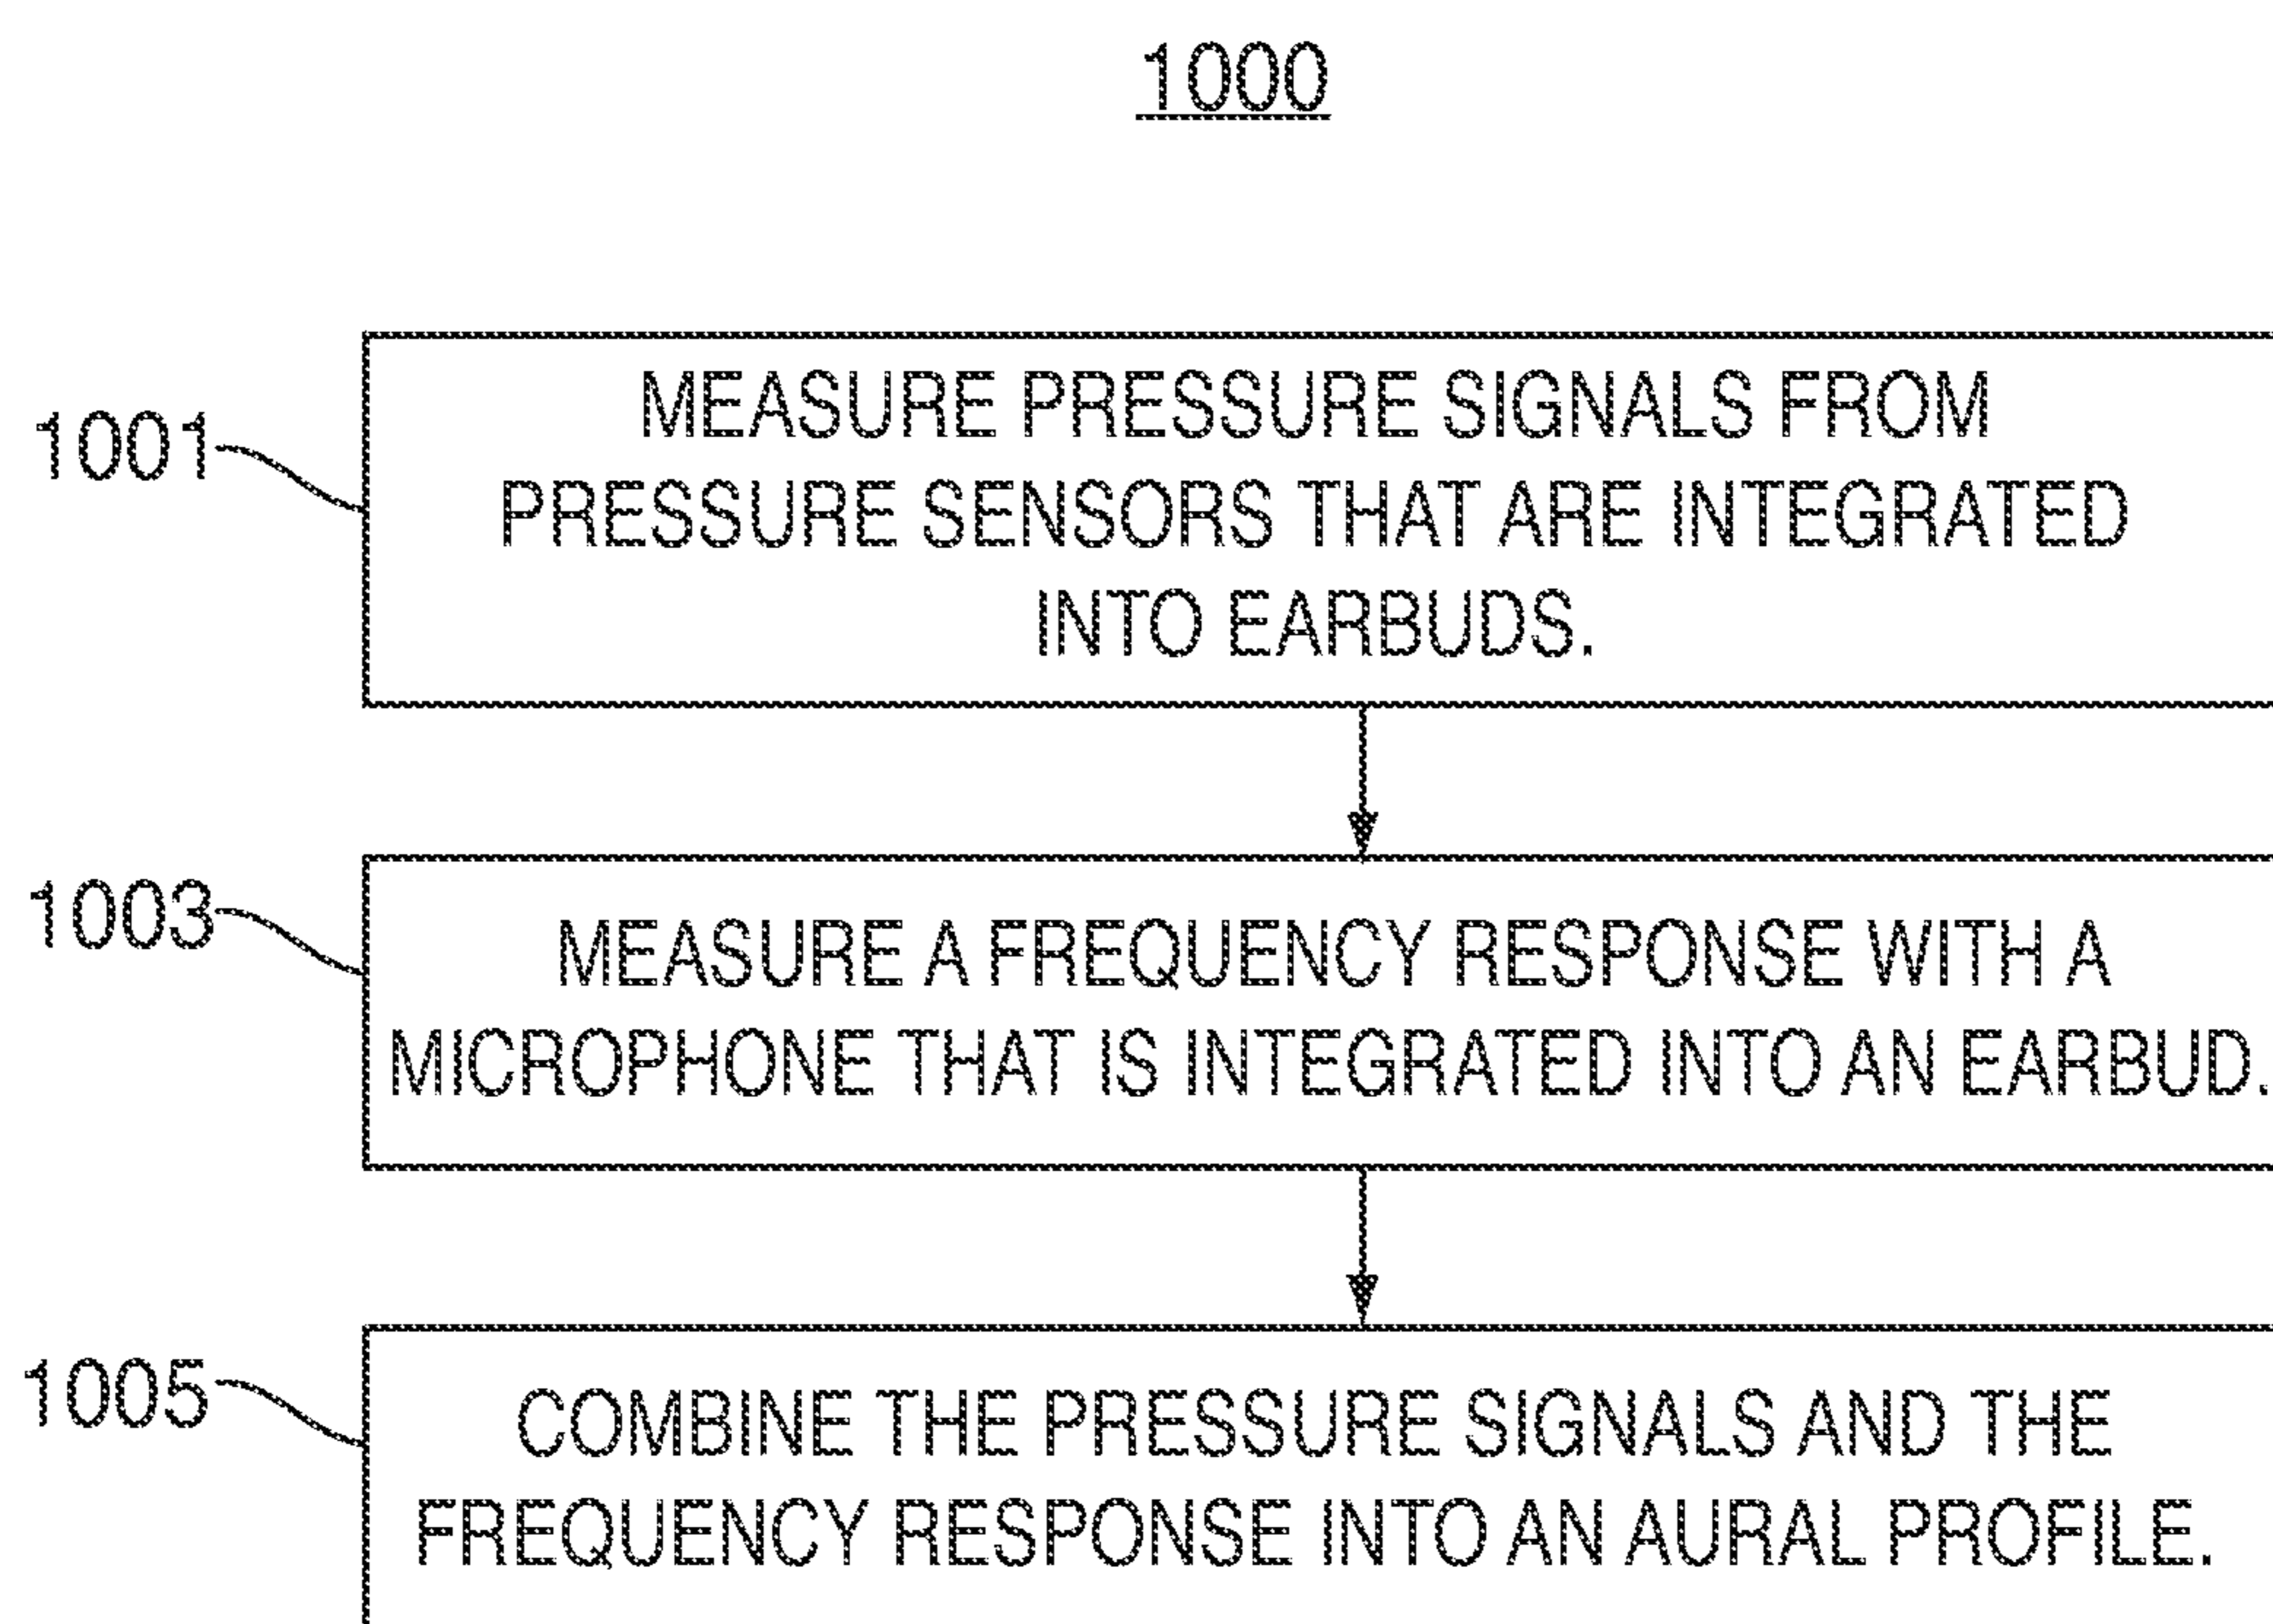 1000
1001
MEASURE PRESSURE SIGNALS FROM
PRESSURE SENSORS THAT ARE INTEGRATED
INTO EARBUDS.
1003
MEASURE A FREQUENCY RESPONSE WITH A
MICROPHONE THAT IS INTEGRATED INTO AN EARBUD.
1005
COMBINE THE PRESSURE SIGNALS AND THE
FREQUENCY RESPONSE INTO AN AURAL PROFILE.